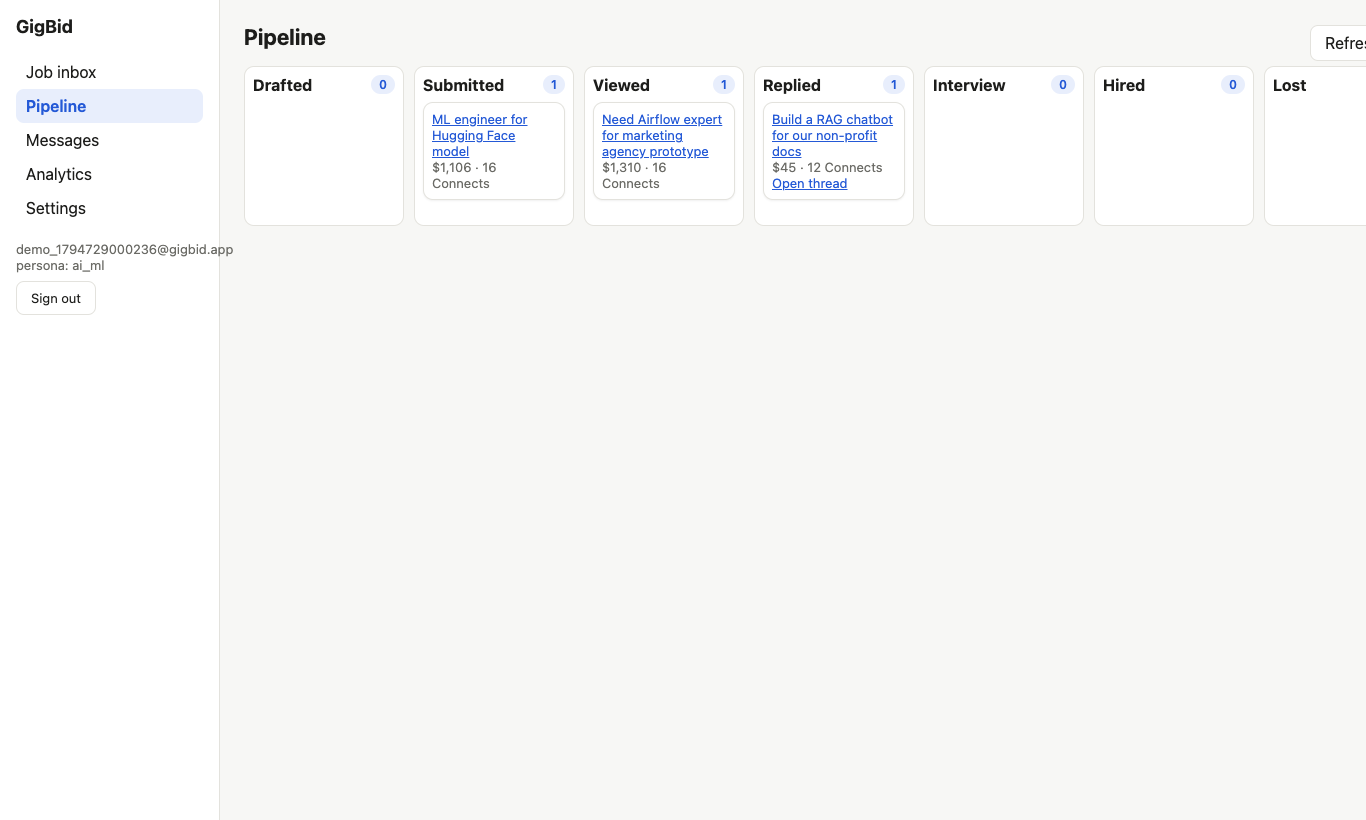 GigBid
Job inbox
Pipeline
Messages
Analytics
Settings
demo_1794729000236@gigbid.app
persona: ai_ml
Sign out
Pipeline
Refres
Drafted 0
Submitted 1
ML engineer for
Hugging Face
model
$1,106 · 16
Connects
Viewed 1
Need Airflow expert
for marketing
agency prototype
$1,310 · 16
Connects
Replied 1
Build a RAG chatbot
for our non-profit
docs
$45 · 12 Connects
Open thread
Interview 0
Hired 0
Lost